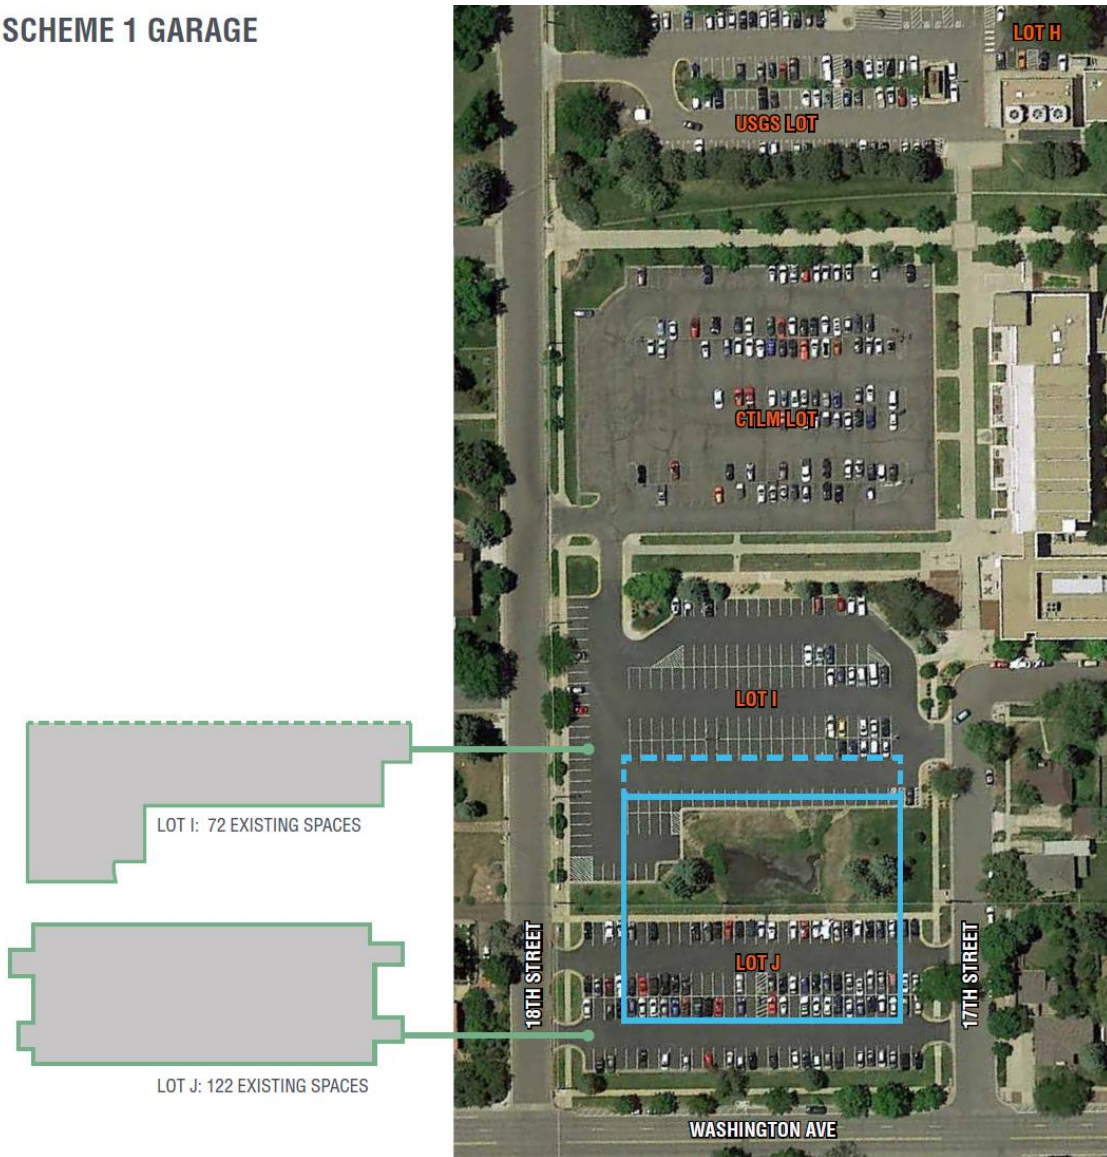 SCHEME 1 GARAGE
LOT H
USGS LOT
CTLM LOT
LOT I
LOT I: 72 EXISTING SPACES
LOT J
18TH STREET
17TH STREET
LOT J: 122 EXISTING SPACES
WASHINGTON AVE